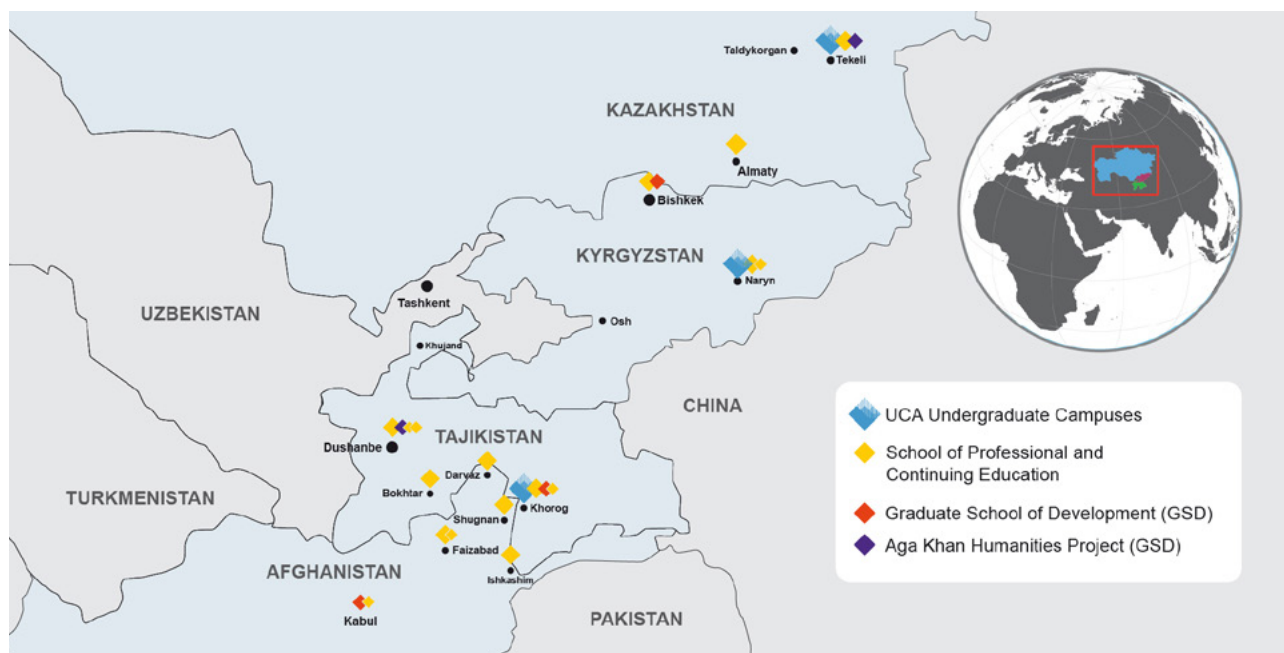 Taldykorgan
Tekeli
KAZAKHSTAN
Almaty
Bishkek
KYRGYZSTAN
Naryn
Tashkent
UZBEKISTAN
Osh
Khujand
CHINA
UCA Undergraduate Campuses
School of Professional and
Continuing Education
Graduate School of Development (GSD)
Aga Khan Humanities Project (GSD)
TAJIKISTAN
Dushanbe
Darvaz
Bokhtar
TURKMENISTAN
Khorog
Shugnan
Faizabad
AFGHANISTAN
Ishkashim
Kabul
PAKISTAN